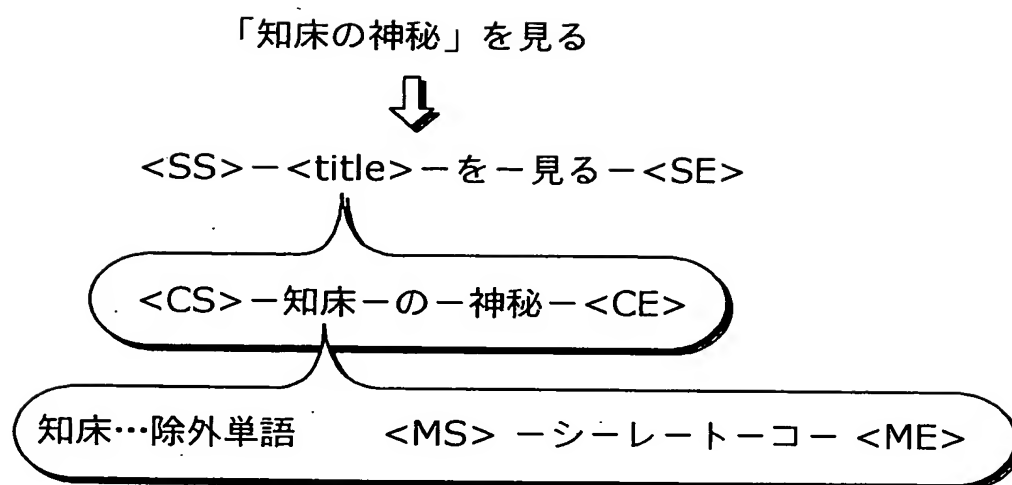 「知床の神秘」を見る
<SS>－<title>－を－見る－<SE>
<CS>－知床－の－神秘－<CE>
知床…除外単語 <MS> －シ－レ－ト－コ－ <ME>